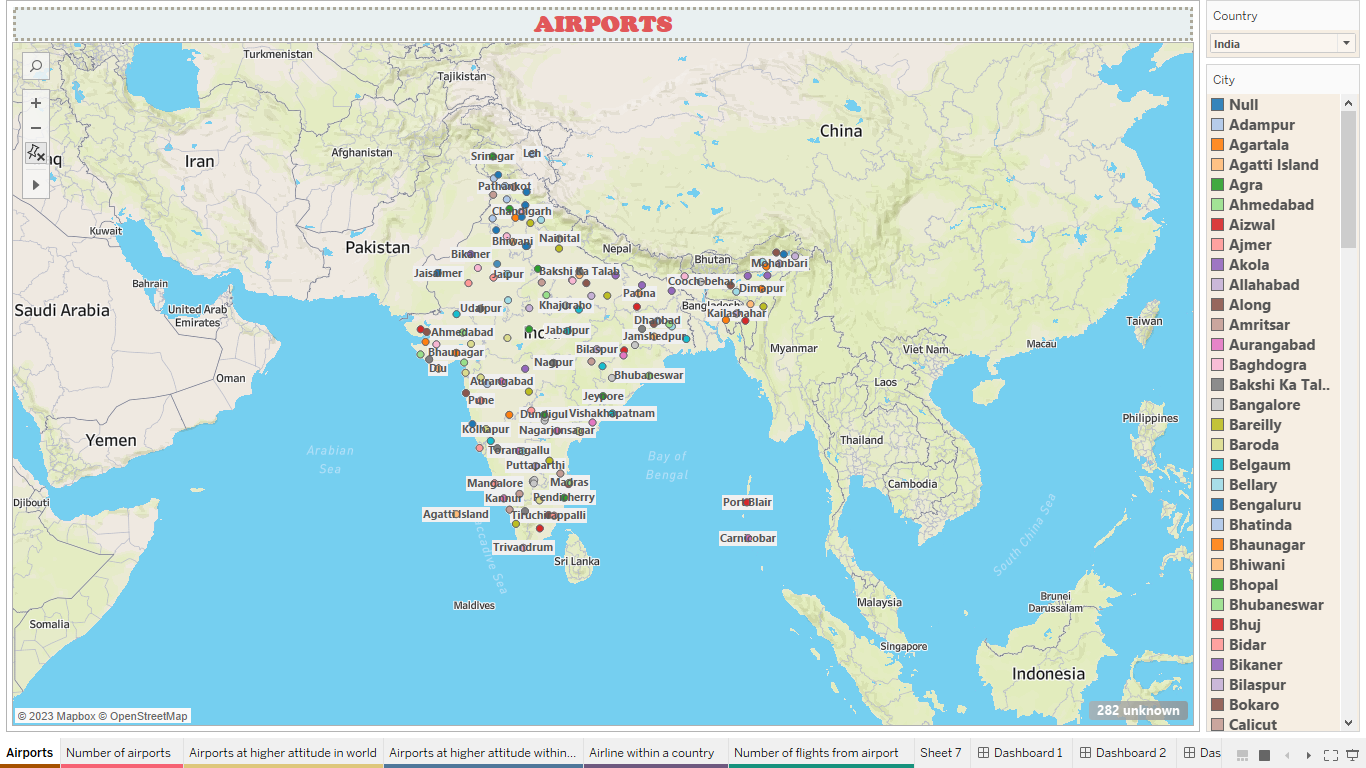 AIRPORTS
Country
India
City
Null
Adampur
Agartala
Agatti Island
Agra
Ahmedabad
Aizwal
Ajmer
Akola
Allahabad
Along
Amritsar
Aurangabad
Baghdogra
Bakshi Ka Tal..
Bangalore
Bareilly
Baroda
Belgaum
Bellary
Bengaluru
Bhatinda
Bhaunagar
Bhiwani
Bhopal
Bhubaneswar
Bhuj
Bidar
Bikaner
Bilaspur
Bokaro
Calicut
Turkmenistan
Tajikistan
China
Afghanistan
Iran
Srinagar
Leh
Pathankot
Chandigarh
Kuwait
Pakistan
Bhiwani
Nainital
Nepal
Bikaner
Bhutan
Mohanbari
Jaisalmer
Jaipur
Bakshi Ka Talab
Cooch-behar
Dimapur
Bahrain
Patna
Saudi Arabia
United Arab
Emirates
Udaipur
Khajuraho
Bangladesh
Kailashahar
Dhanbad
Taiwan
Ahmedabad
Jabalpur
Jamshedpur
Macau
Bhaunagar
Bilaspur
Myanmar
Viet Nam
Diu
Nagpur
Oman
Aurangabad
Bhubaneswar
Laos
Pune
Jeypore
Dundigul
Vishakhapatnam
Philippines
Kolhapur
Nagarjunsagar
Yemen
Thailand
Arabian
Sea
Toranagallu
Bay of
Bengal
Puttaparthi
Mangalore
Madras
Cambodia
Kannur
Pendicherry
Djibouti
Port Blair
Agatti Island
Tiruchirappalli
Carnicobar
South China Sea
Trivandrum
Sri Lanka
Brunei
Darussalam
Malaysia
Maldives
Somalia
Singapore
Indonesia
© 2023 Mapbox © OpenStreetMap
282 unknown
Airports
Number of airports
Airports at higher attitude in world
Airports at higher attitude within...
Airline within a country
Number of flights from airport
Sheet 7
Dashboard 1
Dashboard 2
Das